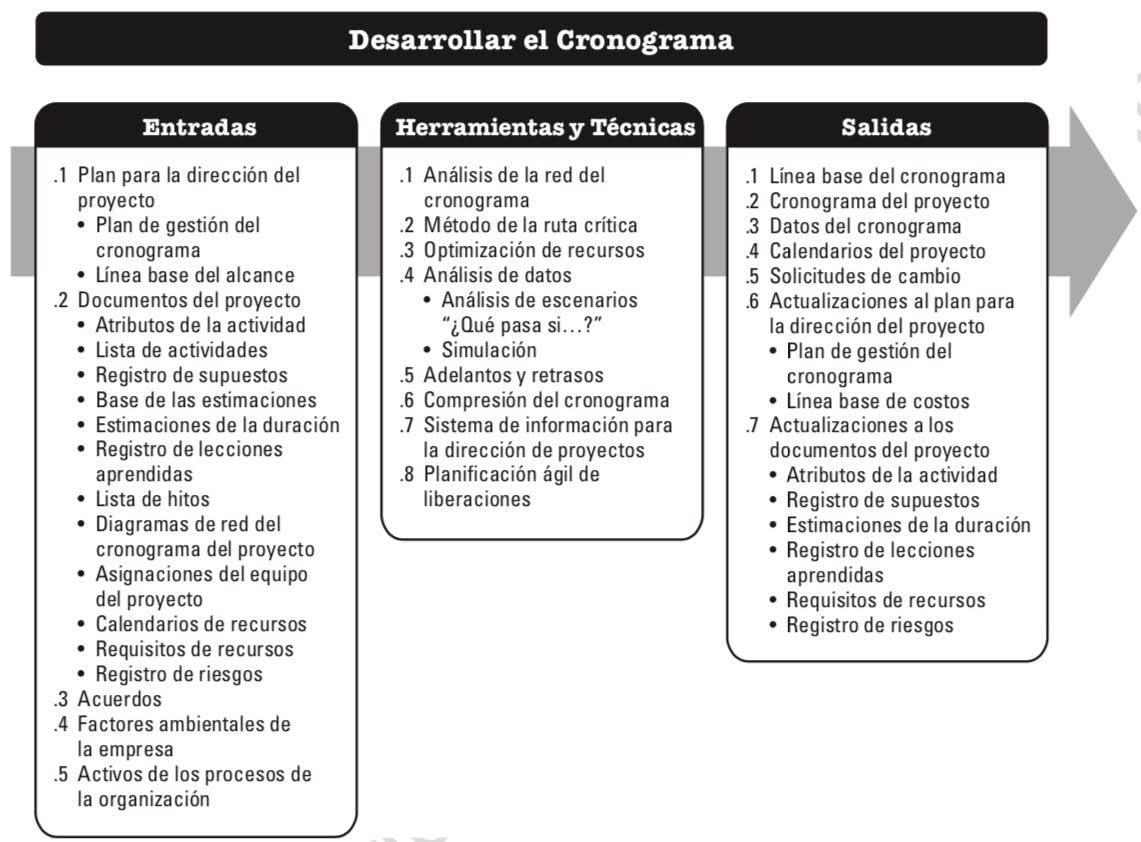 Desarrollar el Cronograma
Entradas
.1 Plan para la dirección del
proyecto
• Plan de gestión del
cronograma
• Línea base del alcance
.2 Documentos del proyecto
• Atributos de la actividad
• Lista de actividades
• Registro de supuestos
• Base de las estimaciones
• Estimaciones de la duración
• Registro de lecciones
aprendidas
• Lista de hitos
• Diagramas de red del
cronograma del proyecto
• Asignaciones del equipo
del proyecto
• Calendarios de recursos
• Requisitos de recursos
• Registro de riesgos
.3 Acuerdos
.4 Factores ambientales de
la empresa
.5 Activos de los procesos de
la organización
Herramientas y Técnicas
.1 Análisis de la red del
cronograma
.2 Método de la ruta crítica
.3 Optimización de recursos
.4 Análisis de datos
• Análisis de escenarios
“¿Qué pasa si…?”
• Simulación
.5 Adelantos y retrasos
.6 Compresión del cronograma
.7 Sistema de información para
la dirección de proyectos
.8 Planificación ágil de
liberaciones
Salidas
.1 Línea base del cronograma
.2 Cronograma del proyecto
.3 Datos del cronograma
.4 Calendarios del proyecto
.5 Solicitudes de cambio
.6 Actualizaciones al plan para
la dirección del proyecto
• Plan de gestión del
cronograma
• Línea base de costos
.7 Actualizaciones a los
documentos del proyecto
• Atributos de la actividad
• Registro de supuestos
• Estimaciones de la duración
• Registro de lecciones
aprendidas
• Requisitos de recursos
• Registro de riesgos